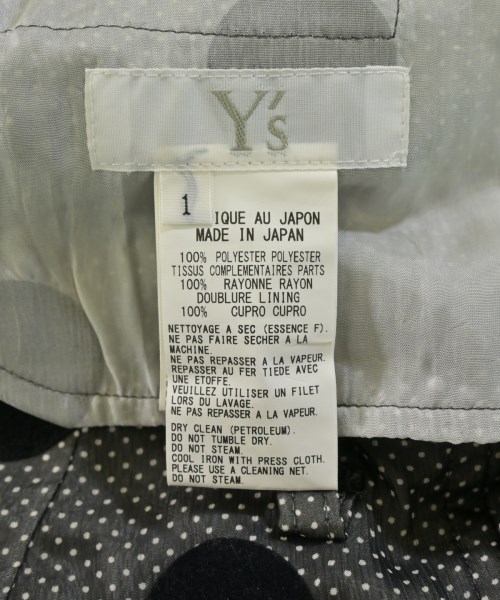 Y's
1
IQUE AU JAPON
MADE IN JAPAN
100% POLYESTER POLYESTER
TISSUS COMPLEMENTAIRES PARTS
100% RAYONNE RAYON
DOUBLURE LINING
100% CUPRO CUPRO
NETTOYAGE A SEC (ESSENCE F).
NE PAS FAIRE SECHER A LA
MACHINE.
NE PAS REPASSER A LA VAPEUR.
REPASSER AU FER TIEDE AVEC
UNE ETOFFE.
VEUILLEZ UTILISER UN FILET
LORS DU LAVAGE.
NE PAS REPASSER A LA VAPEUR.
DRY CLEAN (PETROLEUM).
DO NOT TUMBLE DRY.
DO NOT STEAM.
COOL IRON WITH PRESS CLOTH.
PLEASE USE A CLEANING NET.
DO NOT STEAM.